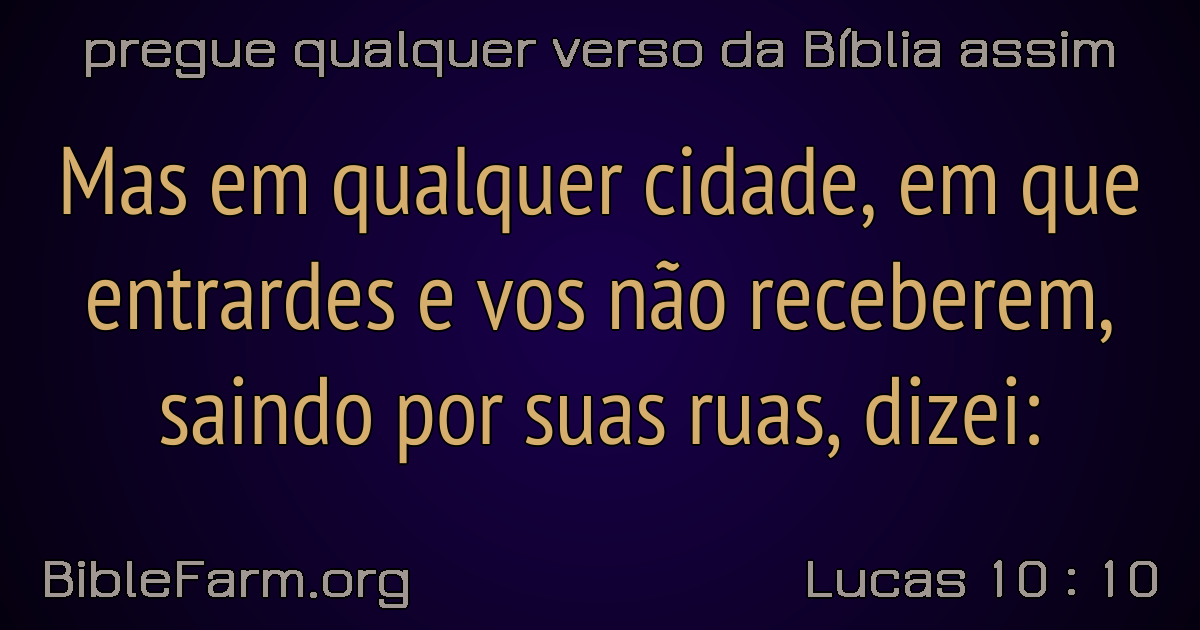 pregue qualquer verso da Bíblia assim
Mas em qualquer cidade, em que
entrardes e vos não receberem,
saindo por suas ruas, dizei:
BibleFarm.org
Lucas 10 : 10